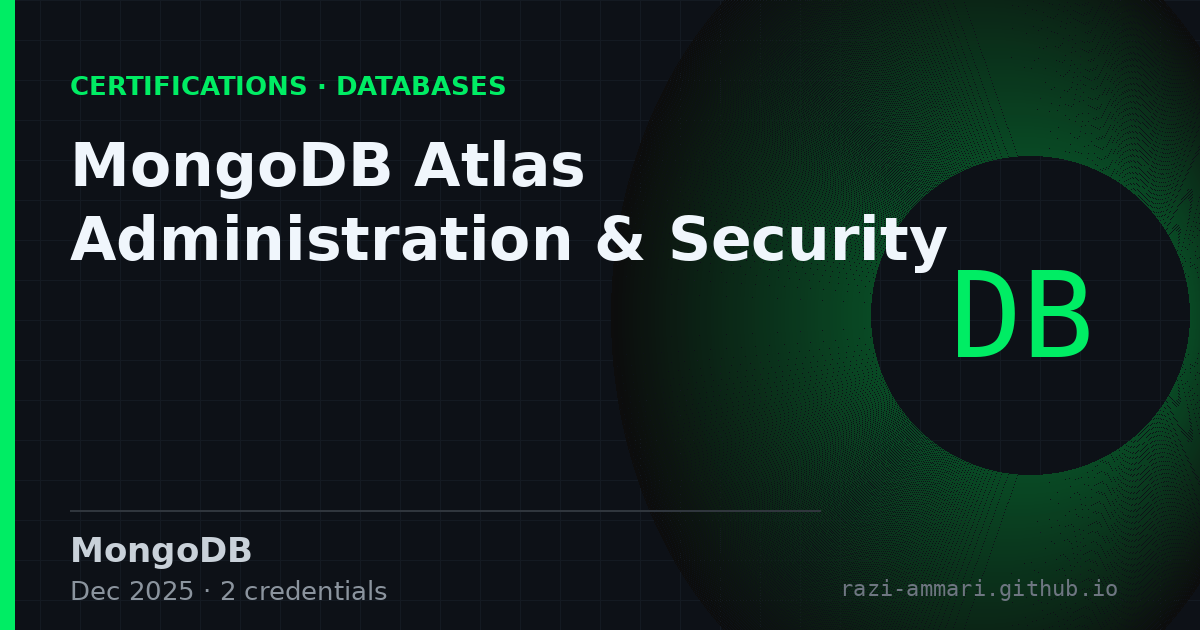 CERTIFICATIONS · DATABASES
MongoDB Atlas
Administration & Security
DB
MongoDB
Dec 2025 · 2 credentials
razi-ammari.github.io